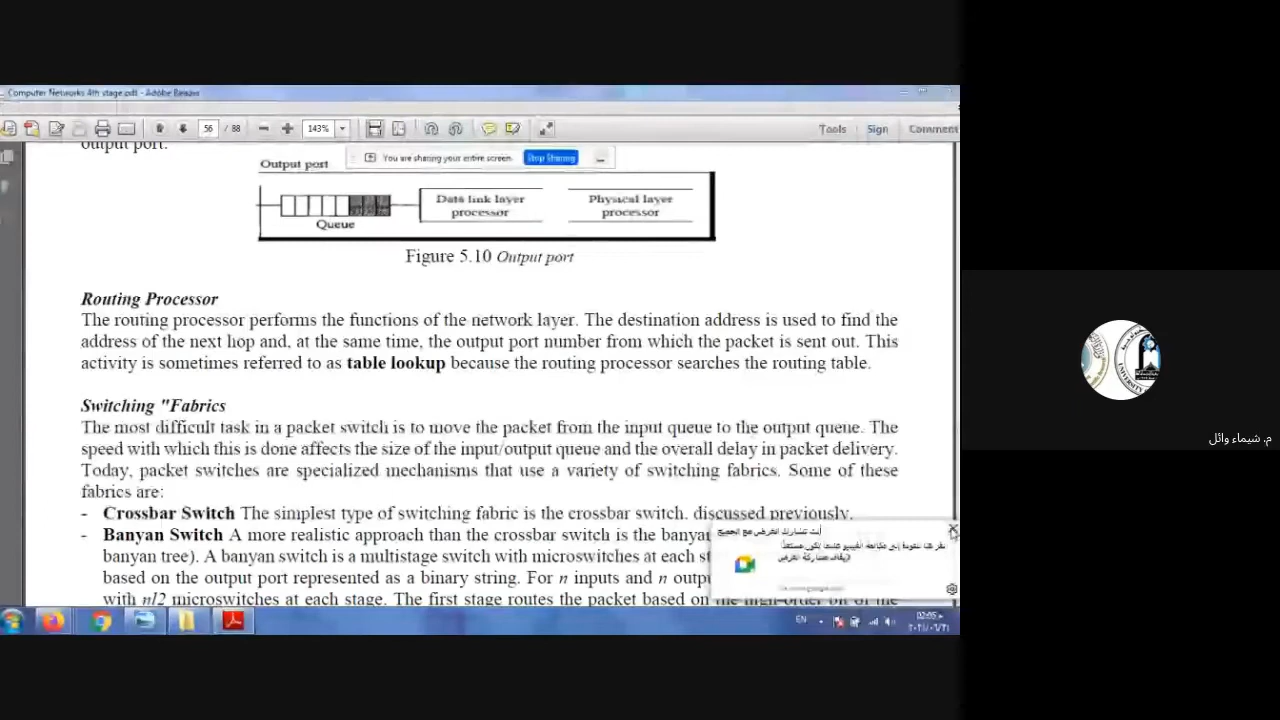 Computer Networks 4th stage.pdf - Adobe Reader
56 / 88
143%
Tools
Sign
Comment
output port.
You are sharing your entire screen.
Stop Sharing
Output port
Data link layer
processor
Physical layer
processor
Queue
Figure 5.10 Output port
Routing Processor
The routing processor performs the functions of the network layer. The destination address is used to find the
address of the next hop and, at the same time, the output port number from which the packet is sent out. This
activity is sometimes referred to as table lookup because the routing processor searches the routing table.
Switching "Fabrics
The most difficult task in a packet switch is to move the packet from the input queue to the output queue. The
speed with which this is done affects the size of the input/output queue and the overall delay in packet delivery.
Today, packet switches are specialized mechanisms that use a variety of switching fabrics. Some of these
fabrics are:
- Crossbar Switch The simplest type of switching fabric is the crossbar switch, discussed previously.
- Banyan Switch A more realistic approach than the crossbar switch is the banya
banyan tree). A banyan switch is a multistage switch with microswitches at each st
based on the output port represented as a binary string. For n inputs and n outp
with n/2 microswitches at each stage. The first stage routes the packet based on the high-order bit of the
م. شيماء وائل
EN
02:05